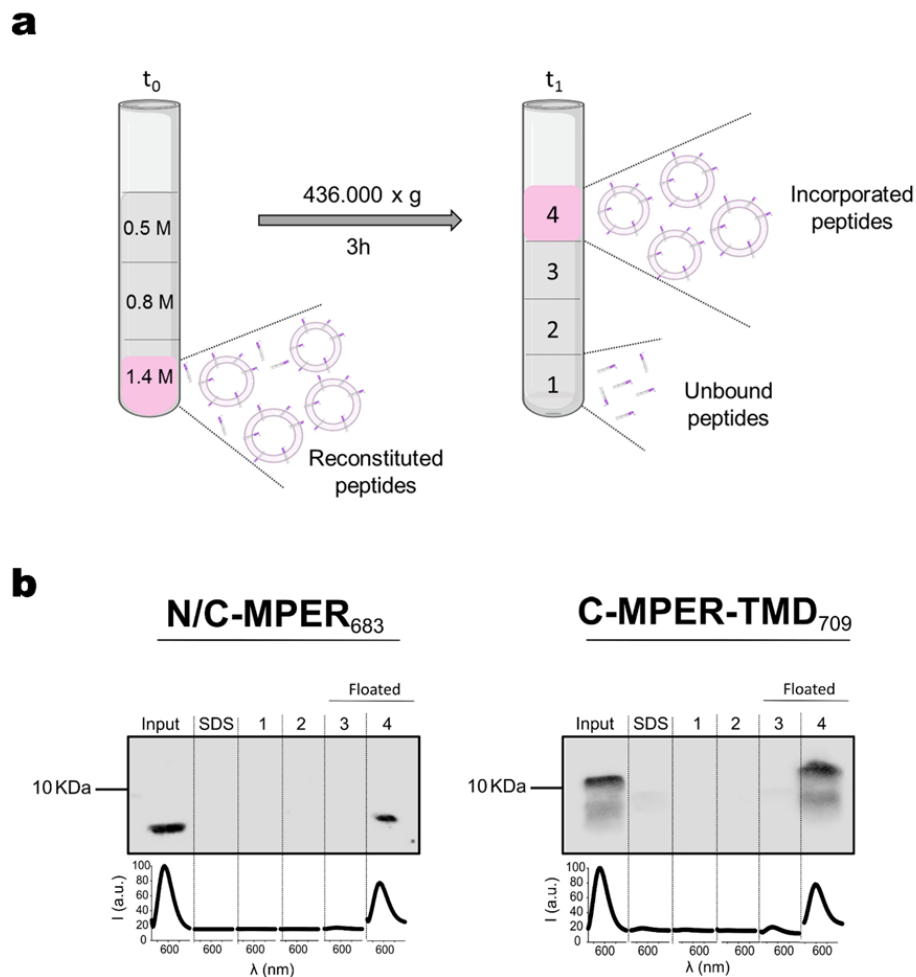 a
t0
t1
0.5 M
0.8 M
1.4 M
436.000 x g
3h
4
3
2
1
Incorporated
peptides
Unbound
peptides
Reconstituted
peptides
b
N/C-MPER683
Floated
Input SDS 1 2 3 4
10 KDa
I (a.u.)
100
80
60
40
20
0
600 600 600 600 600 600
λ (nm)
C-MPER-TMD709
Floated
Input SDS 1 2 3 4
10 KDa
I (a.u.)
100
80
60
40
20
0
600 600 600 600 600 600
λ (nm)